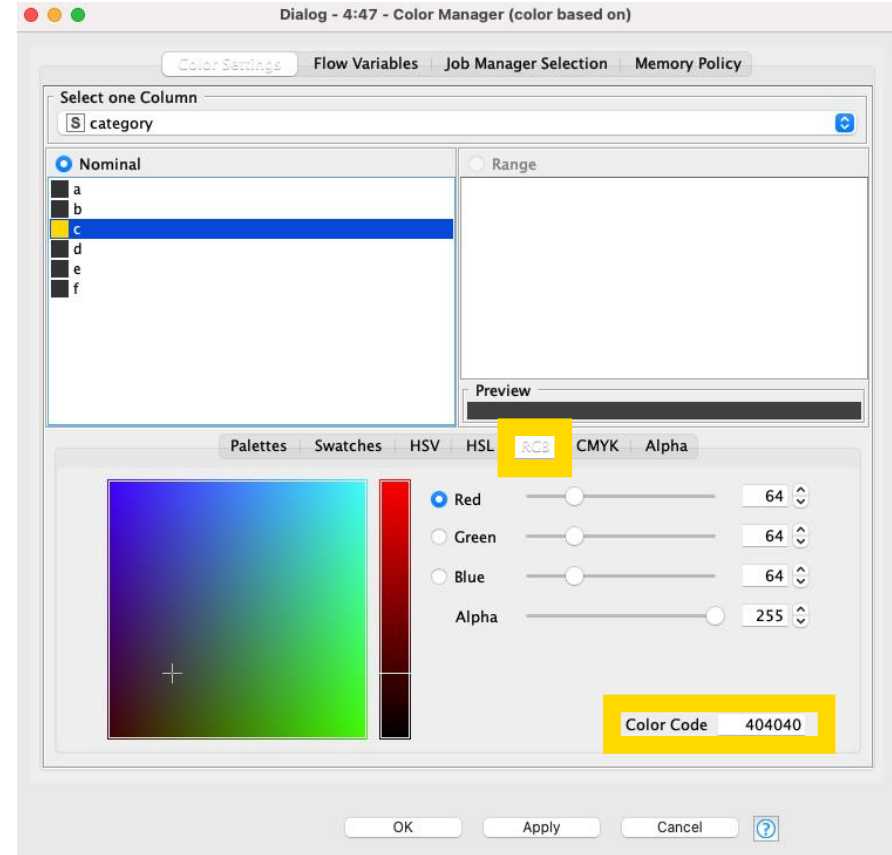 Dialog - 4:47 - Color Manager (color based on)
Color Settings Flow Variables Job Manager Selection Memory Policy
Select one Column
S category
Nominal
Range
a
b
c
d
e
f
Preview
Palettes Swatches HSV HSL RGB CMYK Alpha
Red 64
Green 64
Blue 64
Alpha 255
Color Code 404040
OK Apply Cancel ?